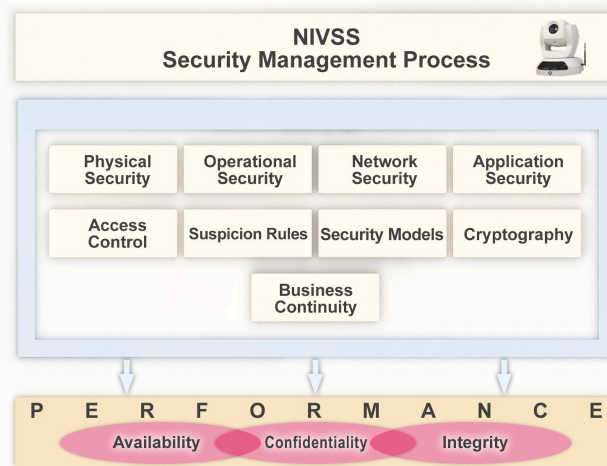 NIVSS
Security Management Process
Physical
Security
Operational
Security
Network
Security
Application
Security
Access
Control
Suspicion Rules
Security Models
Cryptography
Business
Continuity
P E R F O R M A N C E
Availability
Confidentiality
Integrity